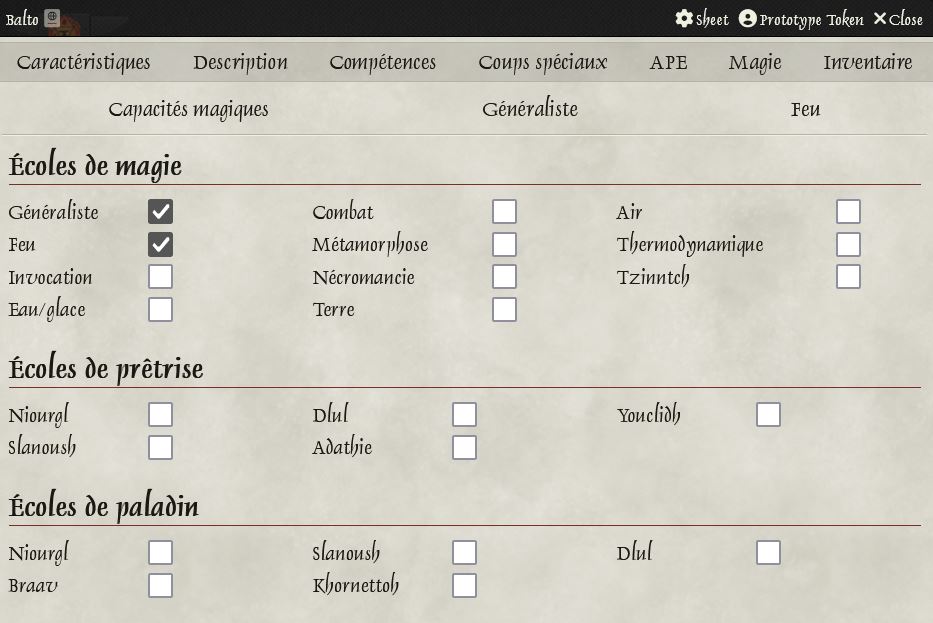 Balto Sheet Prototype Token Close
Caractéristiques Description Compétences Coups spéciaux APE Magie Inventaire
Capacités magiques Généraliste Feu
Écoles de magie
Généraliste Combat Air
Feu Métamorphose Thermodynamique
Invocation Nécromancie Tzinntch
Eau/glace Terre
Écoles de prêtrise
Niourgl Dlul Youclidh
Slanoush Adathie
Écoles de paladin
Niourgl Slanoush Dlul
Braav Khornettoh